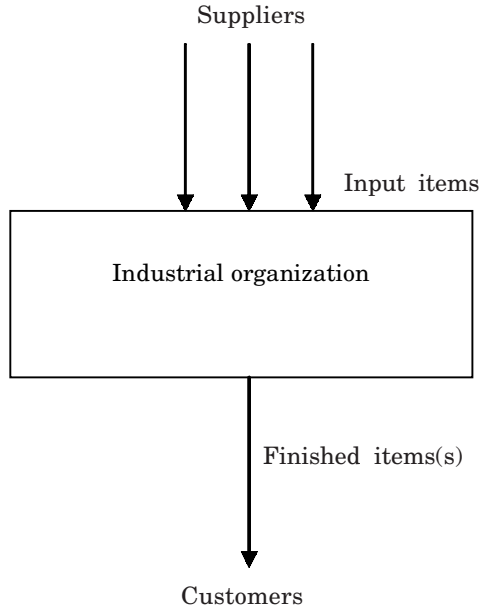 Suppliers
Input items
Industrial organization
Finished items(s)
Customers